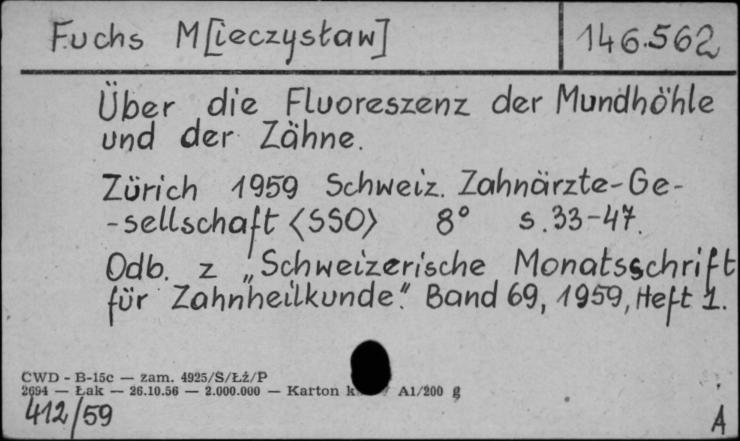 Fuchs M[ieczysław] 146.562
Über die Fluoreszenz der Mundhöhle
und der Zähne.
Zürich 1959 Schweiz. Zahnärzte-Ge-
-sellschaft <SSO> 8° s.33-47.
Odb. z „Schweizerische Monatsschrift
für Zahnheilkunde." Band 69, 1959, Heft 1.
CWD - B-15c — zam. 4925/S/Łż/P
2694 — Łak — 26.10.56 — 2.000.000 — Karton A1/200 g
412/59 A